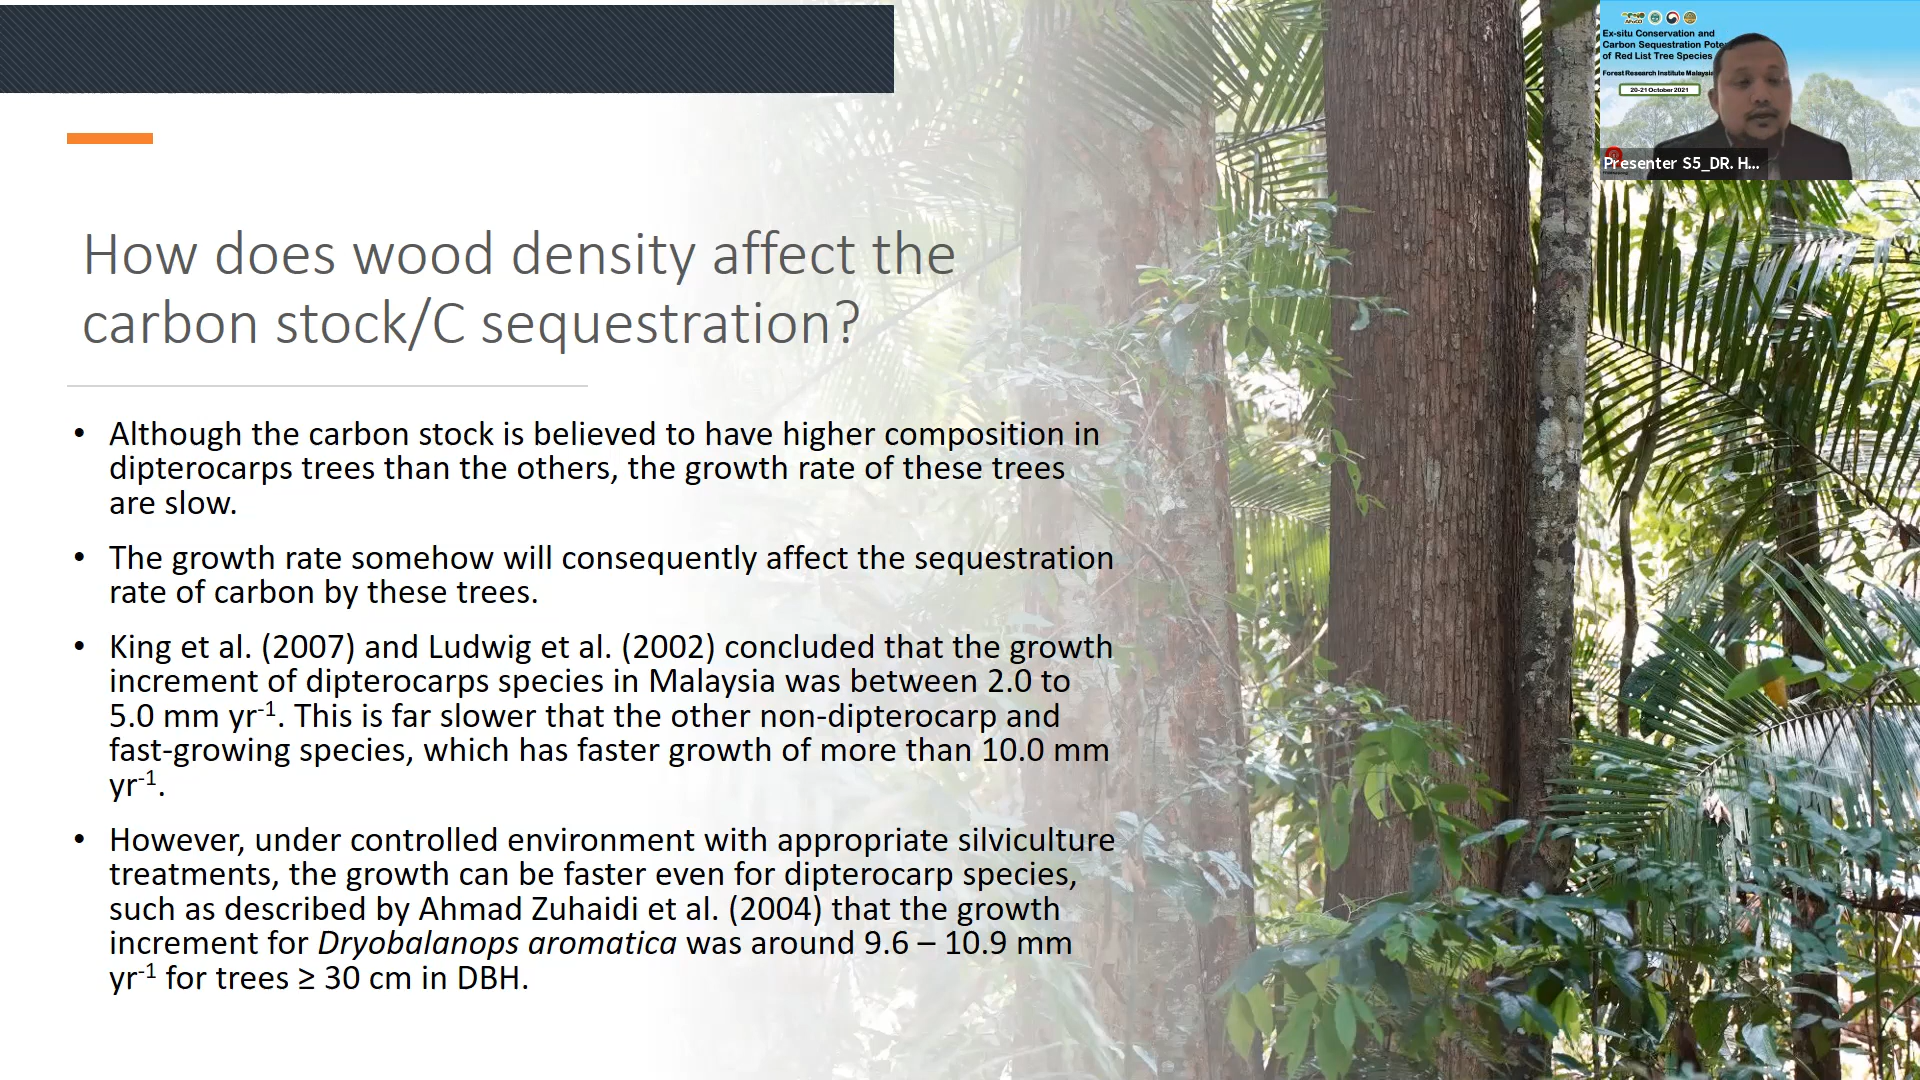 How does wood density affect the
carbon stock/C sequestration?
• Although the carbon stock is believed to have higher composition in
dipterocarps trees than the others, the growth rate of these trees
are slow.
• The growth rate somehow will consequently affect the sequestration
rate of carbon by these trees.
• King et al. (2007) and Ludwig et al. (2002) concluded that the growth
increment of dipterocarps species in Malaysia was between 2.0 to
5.0 mm yr⁻¹. This is far slower that the other non-dipterocarp and
fast-growing species, which has faster growth of more than 10.0 mm
yr⁻¹.
• However, under controlled environment with appropriate silviculture
treatments, the growth can be faster even for dipterocarp species,
such as described by Ahmad Zuhaidi et al. (2004) that the growth
increment for Dryobalanops aromatica was around 9.6 – 10.9 mm
yr⁻¹ for trees ≥ 30 cm in DBH.
Ex-situ Conservation and
Carbon Sequestration Pote
of Red List Tree Species
Forest Research Institute Malaysia
20-21 October 2021
Presenter S5_DR. H...